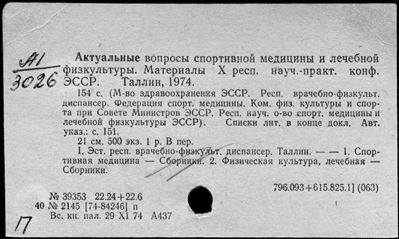 А1
3026
Актуальные вопросы спортивной медицины и лечебной
физкультуры. Материалы X респ. науч.-практ. конф.
ЭССР. Таллин, 1974.
154 с. (М-во здравоохранения ЭССР. Респ. врачебно-физкульт.
диспансер. Федерация спорт. медицины. Ком. физ. культуры и спор-
та при Совете Министров ЭССР. Респ. науч. о-во спорт. медицины и
лечебной физкультуры ЭССР). Списки лит. в конце докл. Авт.
указ.: с. 151.
21 см. 500 экз. 1 р. В пер.
1. Эст. респ. врачебно-физкульт. диспансер, Таллин. — — 1. Спор-
тивная медицина — Сборники. 2. Физическая культура, лечебная —
Сборники.
796.093+615.825.1] (063)
№ 39353 22.24+22.6
40 № 2145 [74-84246] п
Вс. кн. пал. 29 XI 74 А437
П